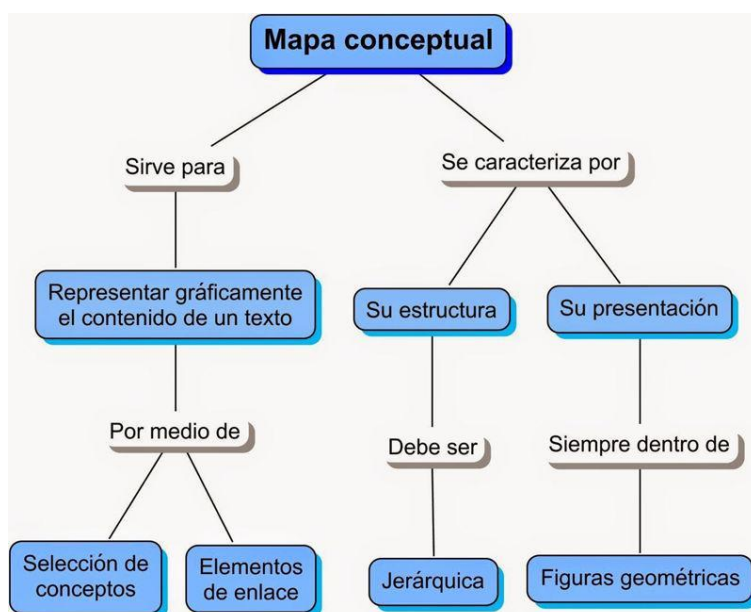 Mapa conceptual
Sirve para
Se caracteriza por
Representar gráficamente
el contenido de un texto
Su estructura
Su presentación
Por medio de
Debe ser
Siempre dentro de
Selección de
conceptos
Elementos
de enlace
Jerárquica
Figuras geométricas